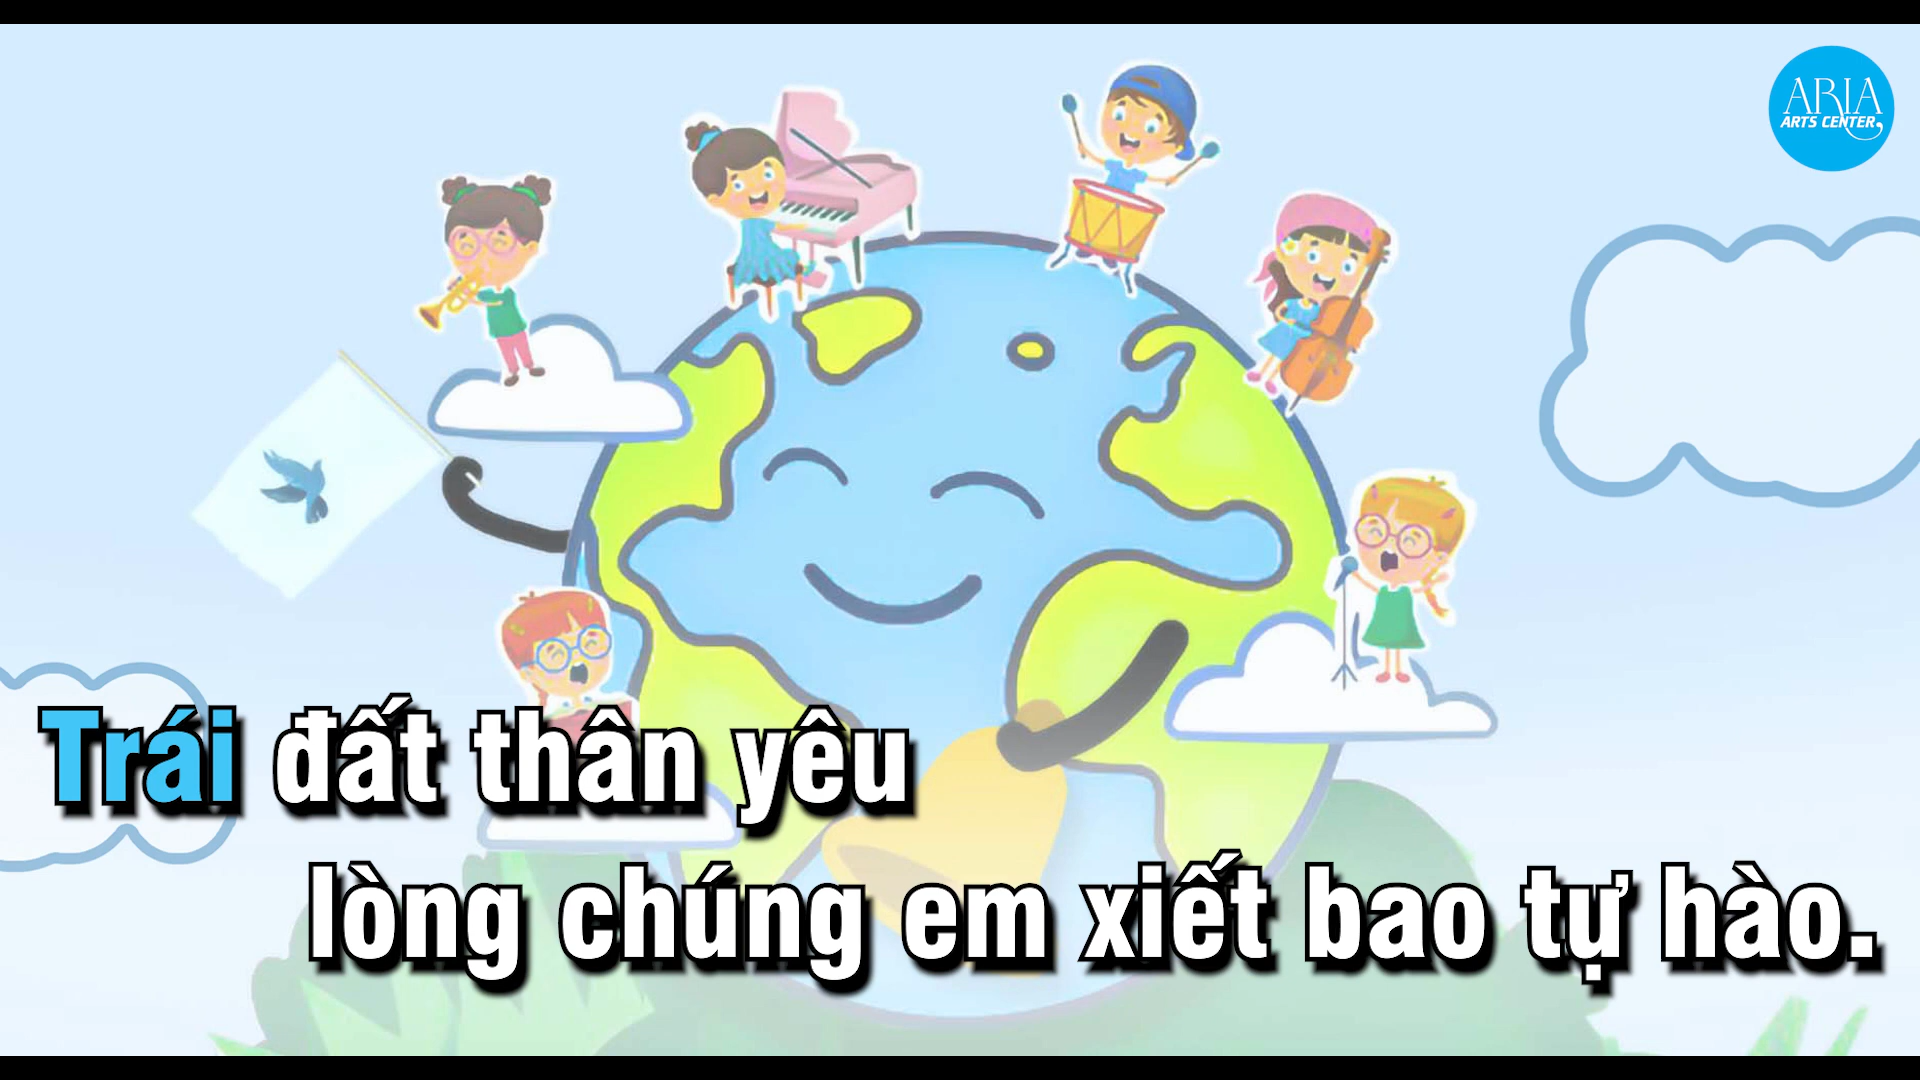 ARIA
ARTS CENTER
Trái đất thân yêu
lòng chúng em xiết bao tự hào.